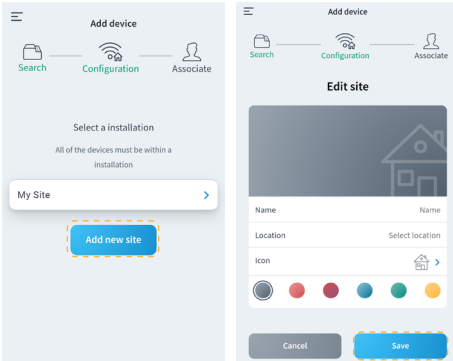 Add device
Search
Configuration
Associate
Select a installation
All of the devices must be within a
installation
My Site
Add new site
Add device
Search
Configuration
Associate
Edit site
Name
Name
Location
Select location
Icon
Cancel
Save